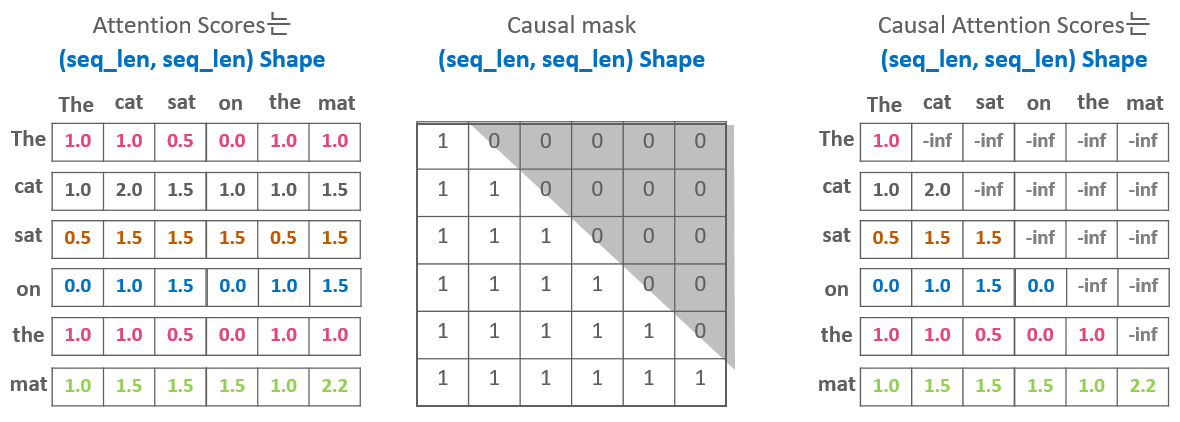 Attention Scores는
(seq_len, seq_len) Shape
The cat sat on the mat
The 1.0 1.0 0.5 0.0 1.0 1.0
cat 1.0 2.0 1.5 1.0 1.0 1.5
sat 0.5 1.5 1.5 1.5 0.5 1.5
on 0.0 1.0 1.5 0.0 1.0 1.5
the 1.0 1.0 0.5 0.0 1.0 1.0
mat 1.0 1.5 1.5 1.5 1.0 2.2
Causal mask
(seq_len, seq_len) Shape
1 0 0 0 0 0
1 1 0 0 0 0
1 1 1 0 0 0
1 1 1 1 0 0
1 1 1 1 1 0
1 1 1 1 1 1
Causal Attention Scores는
(seq_len, seq_len) Shape
The cat sat on the mat
The 1.0 -inf -inf -inf -inf -inf
cat 1.0 2.0 -inf -inf -inf -inf
sat 0.5 1.5 1.5 -inf -inf -inf
on 0.0 1.0 1.5 0.0 -inf -inf
the 1.0 1.0 0.5 0.0 1.0 -inf
mat 1.0 1.5 1.5 1.5 1.0 2.2